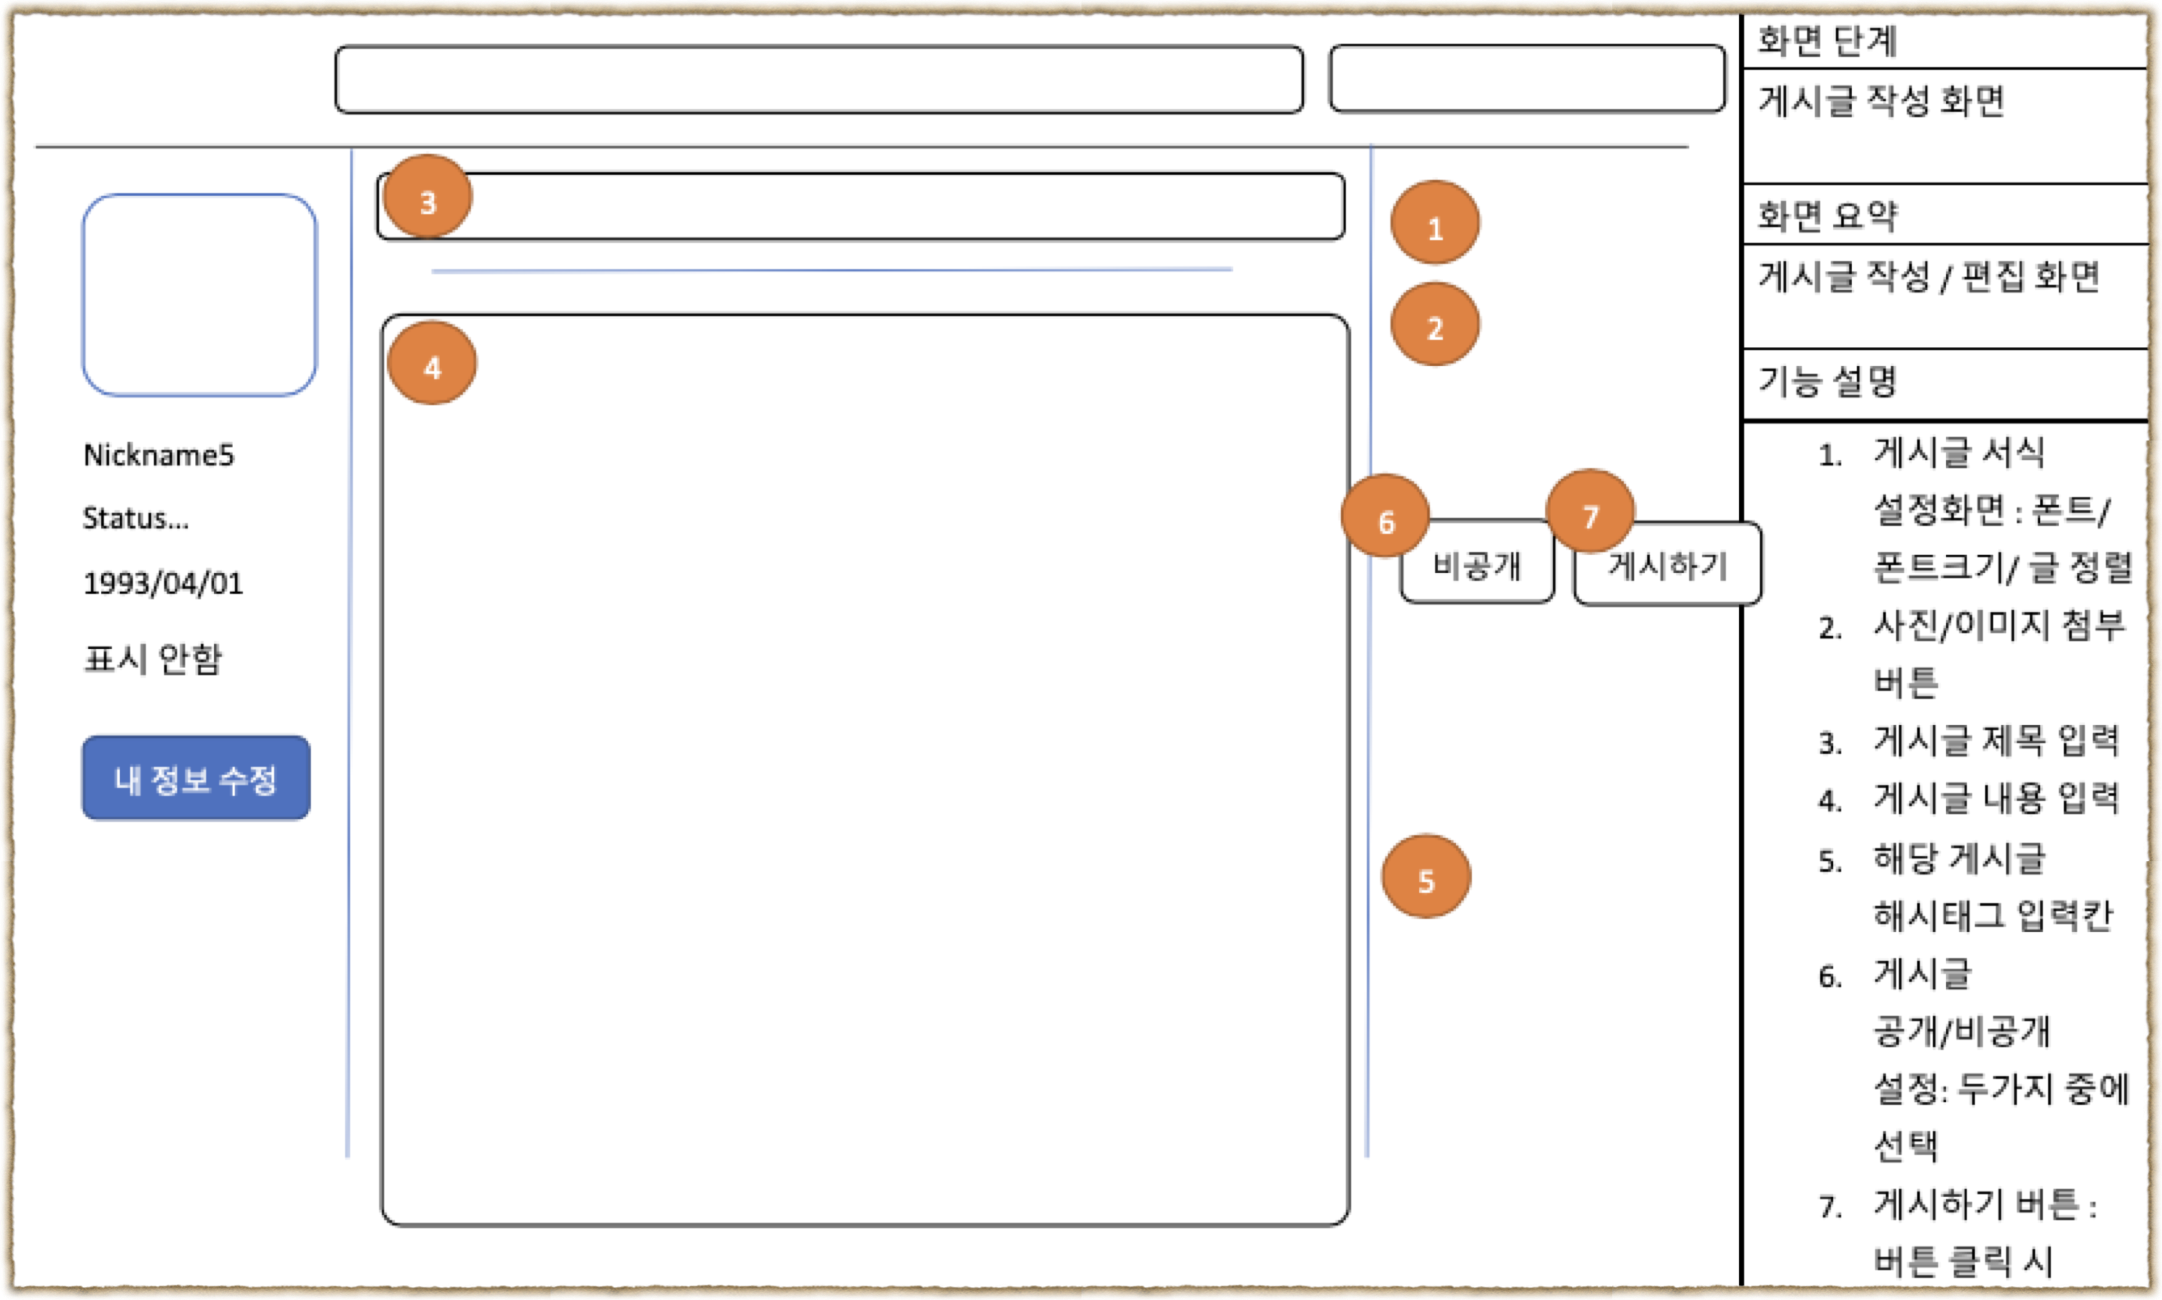 3
1
2
4
Nickname5
Status...
1993/04/01
표시 안함
내 정보 수정
6
비공개
7
게시하기
5
화면 단계
게시글 작성 화면
화면 요약
게시글 작성 / 편집 화면
기능 설명
1. 게시글 서식
설정화면 : 폰트/
폰트크기/ 글 정렬
2. 사진/이미지 첨부
버튼
3. 게시글 제목 입력
4. 게시글 내용 입력
5. 해당 게시글
해시태그 입력칸
6. 게시글
공개/비공개
설정: 두가지 중에
선택
7. 게시하기 버튼 :
버튼 클릭 시